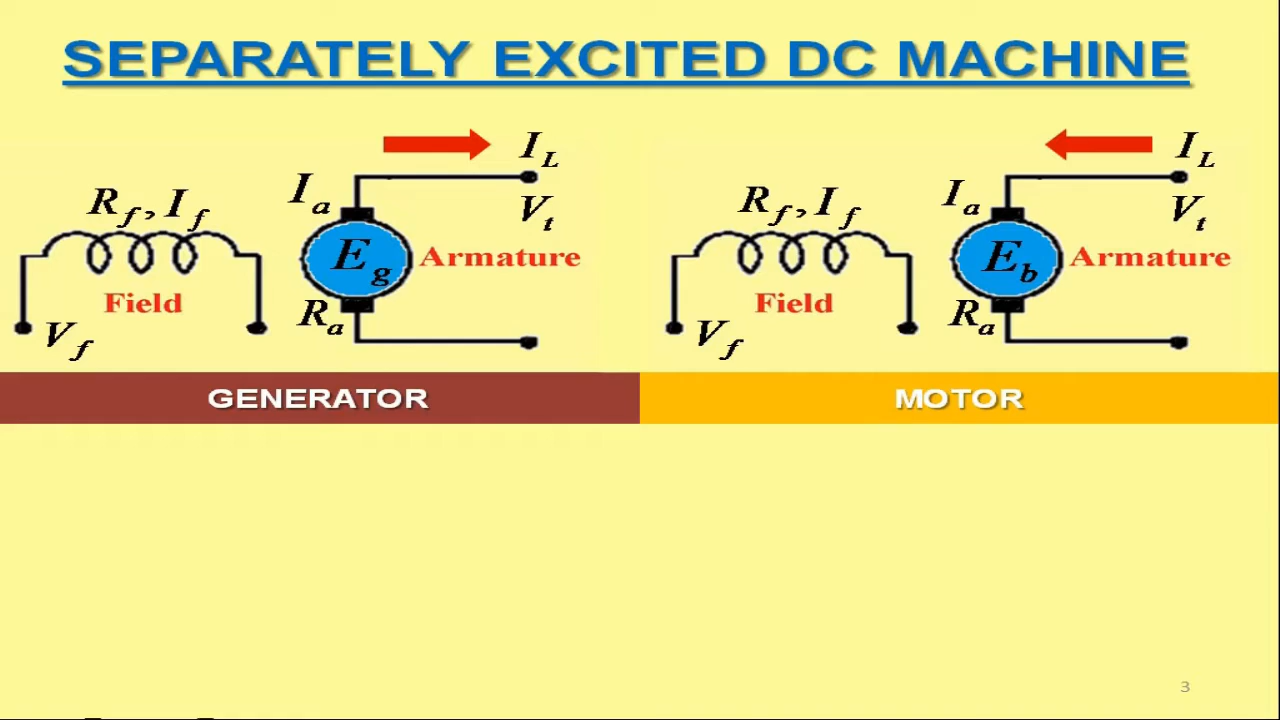 SEPARATELY EXCITED DC MACHINE
I_L
R_f, I_f
I_a
V_t
E_g
Armature
Field
R_a
V_f
I_L
R_f, I_f
I_a
V_t
E_b
Armature
Field
R_a
V_f
GENERATOR
MOTOR
3